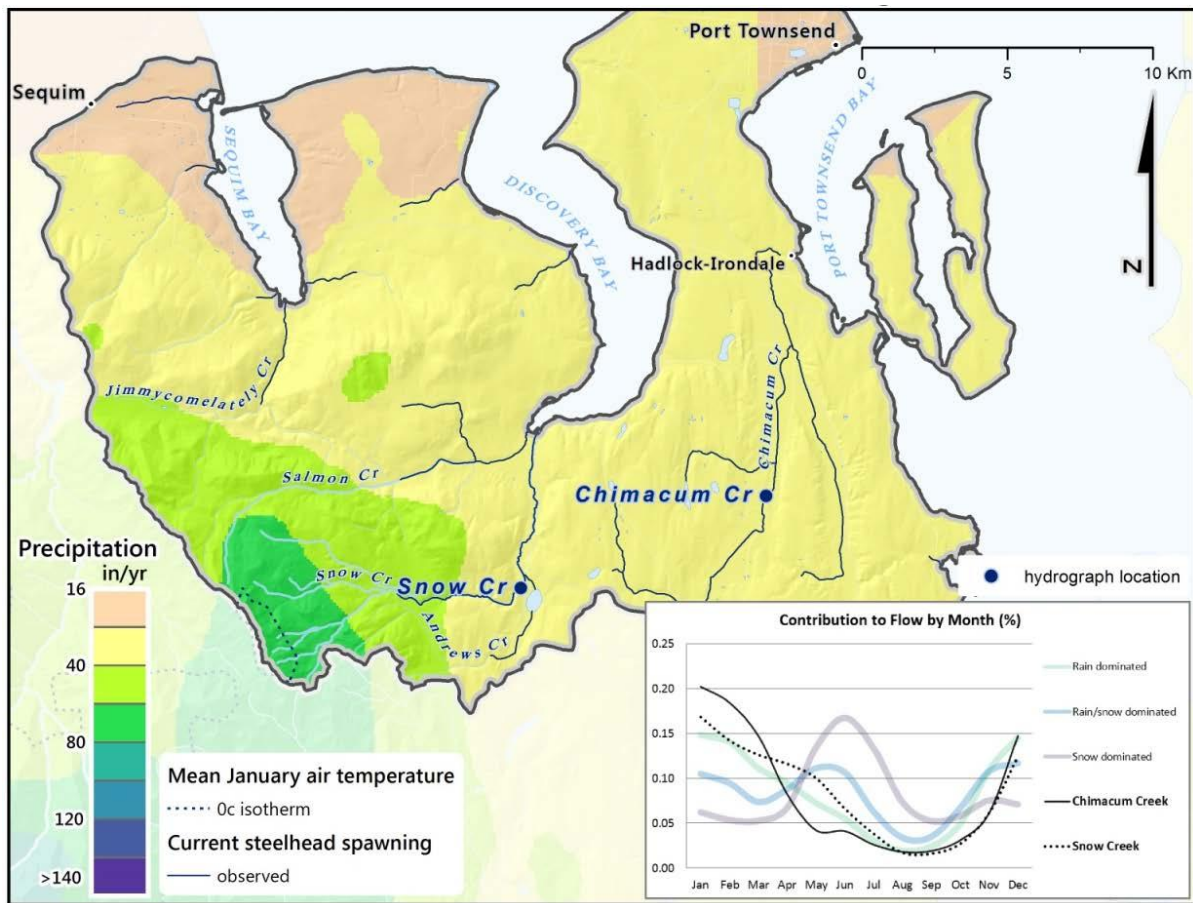 Port Townsend
0 5 10 Km
Sequim
SEQUIM BAY
DISCOVERY BAY
PORT TOWNSEND BAY
N
Hadlock-Irondale
Jimmycomelately Cr
Chimacum Cr
Salmon Cr
Chimacum Cr
Snow Cr
Snow Cr
Andrews Cr
hydrograph location
Precipitation
in/yr
16
40
80
120
>140
Mean January air temperature
0c isotherm
Current steelhead spawning
observed
Contribution to Flow by Month (%)
0.25
0.20
0.15
0.10
0.05
0.00
Jan Feb Mar Apr May Jun Jul Aug Sep Oct Nov Dec
Rain dominated
Rain/snow dominated
Snow dominated
Chimacum Creek
Snow Creek